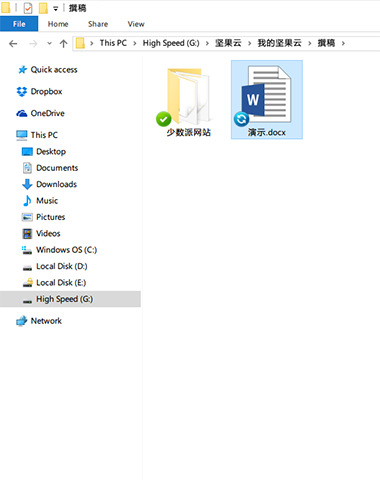 撰稿
File Home Share View
This PC High Speed (G:) 坚果云 我的坚果云 撰稿
Quick access
Dropbox
OneDrive
This PC
Desktop
Documents
Downloads
Music
Pictures
Videos
Windows OS (C:)
Local Disk (D:)
Local Disk (E:)
High Speed (G:)
Network
少数派网站
W
演示.docx